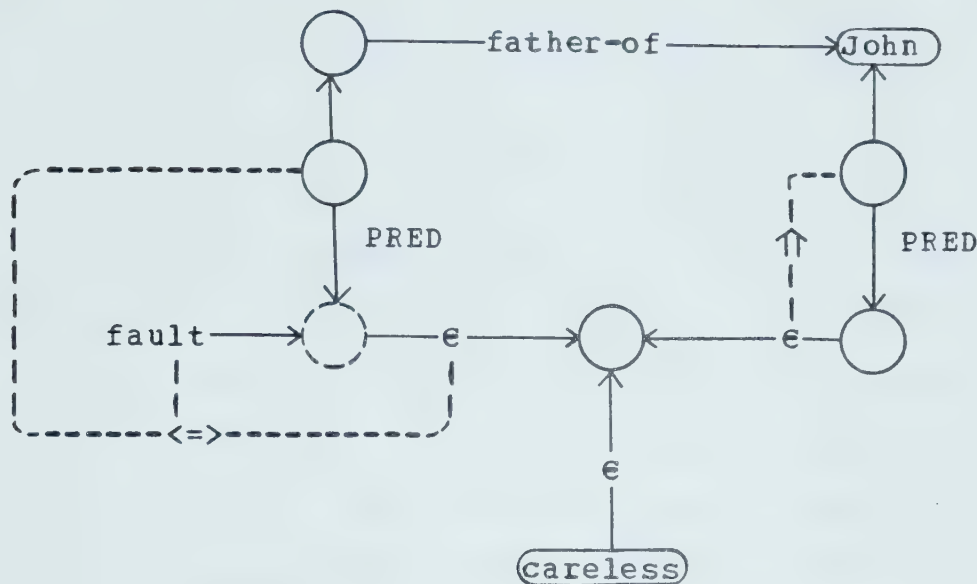 father-of John
PRED
PRED
fault ϵ ϵ
<=>
ϵ
careless